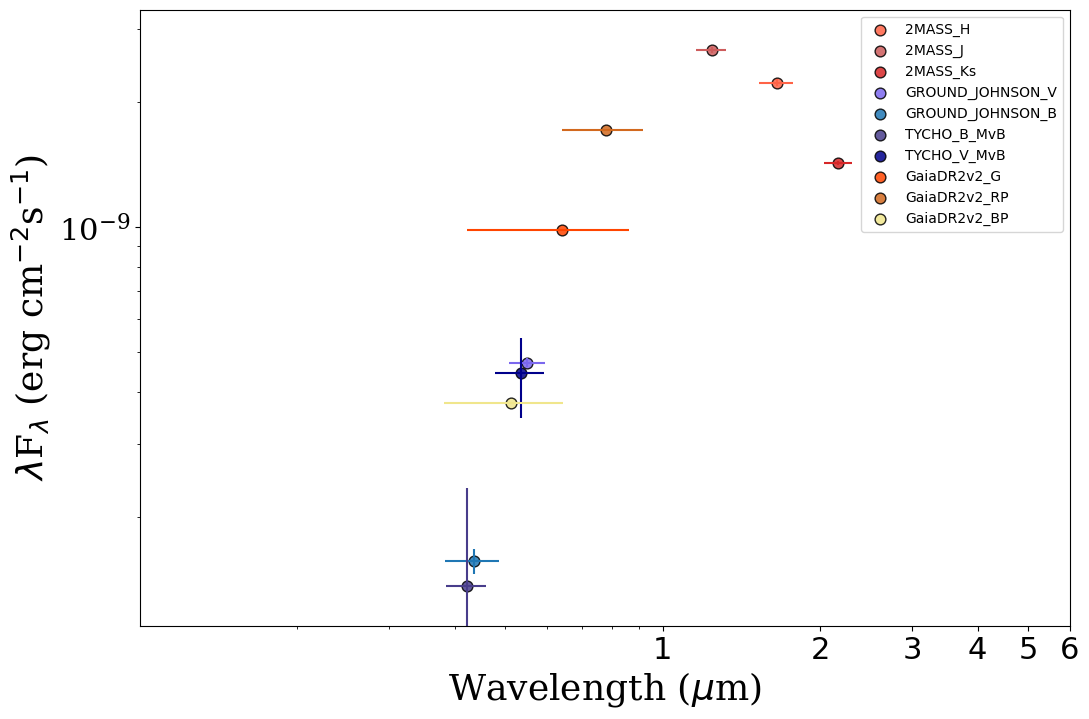 2MASS_H
2MASS_J
2MASS_Ks
GROUND_JOHNSON_V
GROUND_JOHNSON_B
TYCHO_B_MvB
TYCHO_V_MvB
GaiaDR2v2_G
GaiaDR2v2_RP
GaiaDR2v2_BP
λF_λ (erg cm⁻²s⁻¹)
10⁻⁹
1 2 3 4 5 6
Wavelength (μm)